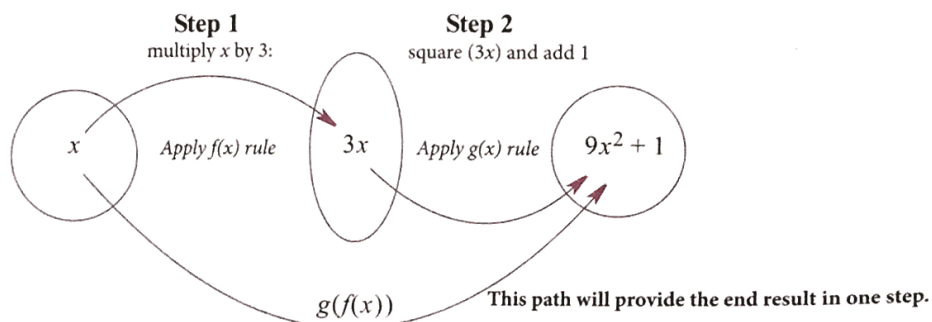 Step 1
multiply x by 3:
Step 2
square (3x) and add 1
x
Apply f(x) rule
3x
Apply g(x) rule
9x² + 1
g(f(x))
This path will provide the end result in one step.